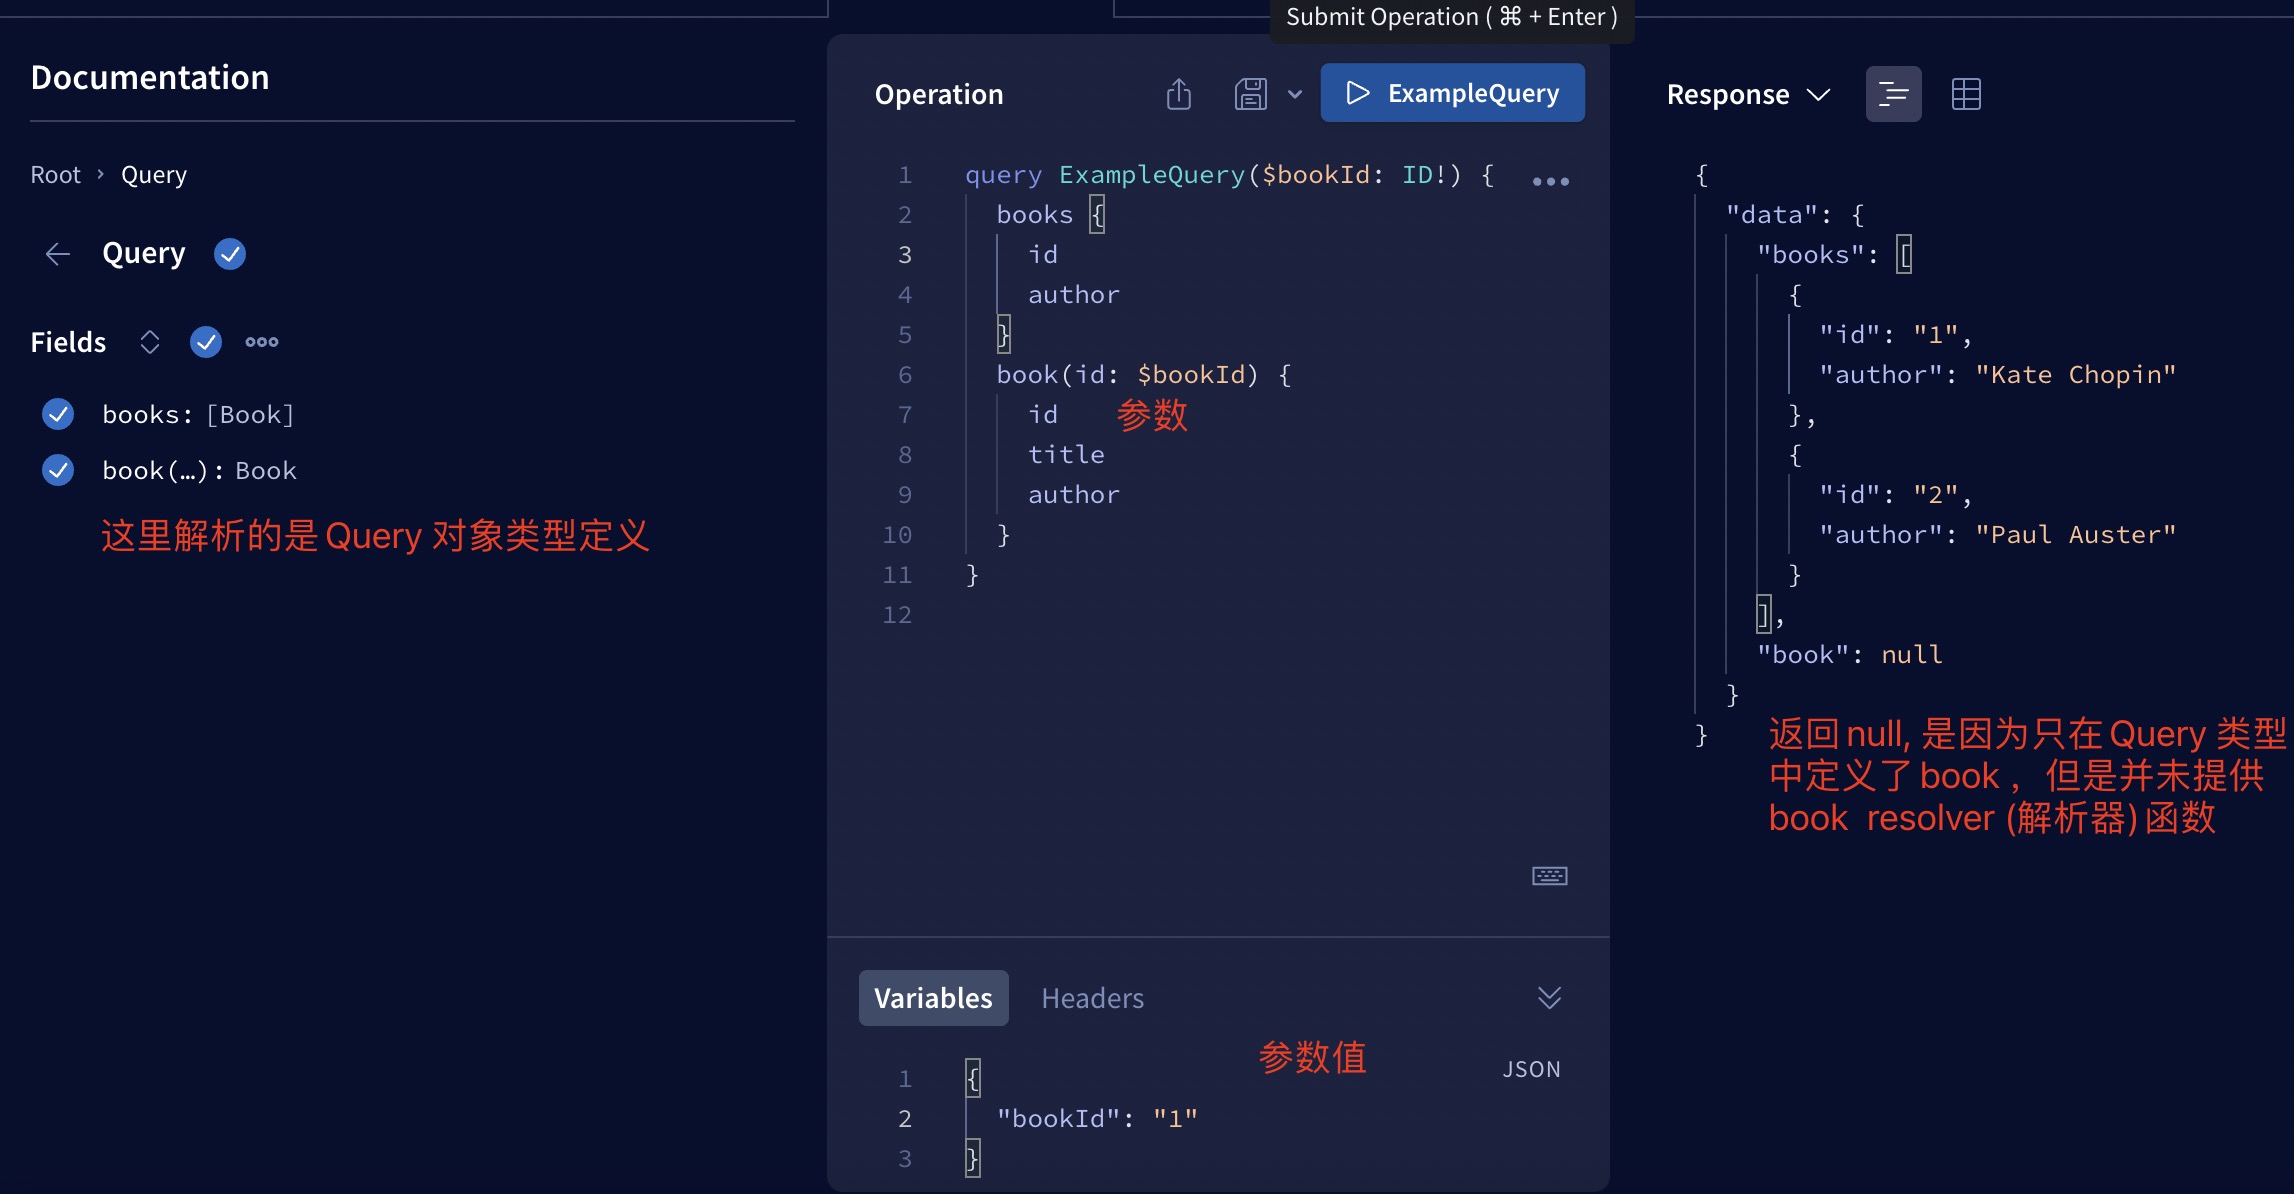 Submit Operation ( ⌘ + Enter )
Documentation
Root › Query
Query
Fields
books: [Book]
book(…): Book
这里解析的是 Query 对象类型定义
Operation
ExampleQuery
1 query ExampleQuery($bookId: ID!) {
2 books {
3 id
4 author
5 }
6 book(id: $bookId) {
7 id 参数
8 title
9 author
10 }
11 }
12
Variables Headers
参数值
JSON
1 {
2 "bookId": "1"
3 }
Response
{
"data": {
"books": [
{
"id": "1",
"author": "Kate Chopin"
},
{
"id": "2",
"author": "Paul Auster"
}
],
"book": null
}
}
返回 null, 是因为只在 Query 类型
中定义了 book ，但是并未提供
book resolver (解析器) 函数